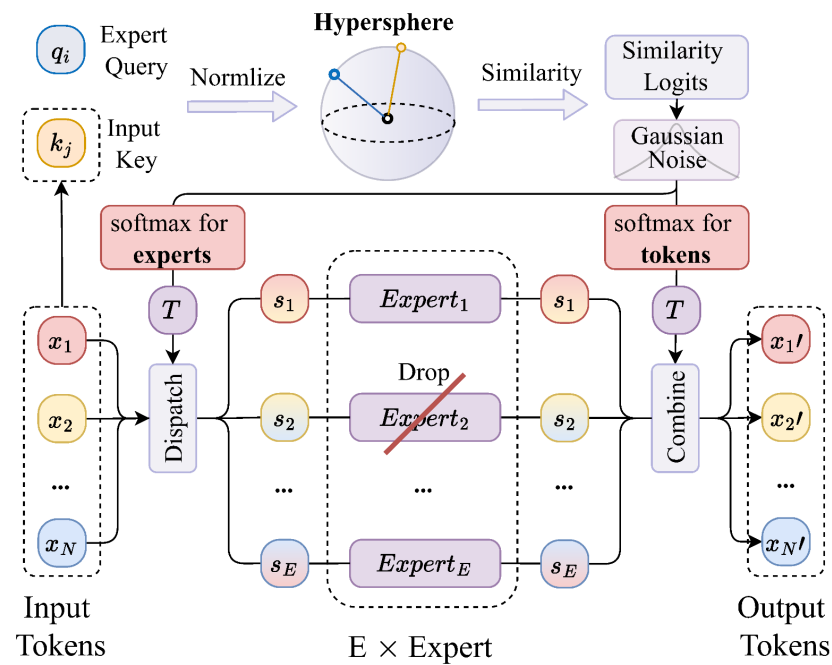 Hypersphere
q_i
Expert
Query
Normlize
Similarity
Similarity
Logits
k_j
Input
Key
Gaussian
Noise
softmax for
experts
softmax for
tokens
T
T
x_1
s_1
Expert_1
s_1
x_1′
Drop
x_2
Dispatch
s_2
Expert_2
s_2
Combine
x_2′
...
...
...
...
...
x_N
s_E
Expert_E
s_E
x_N′
Input
Tokens
E × Expert
Output
Tokens